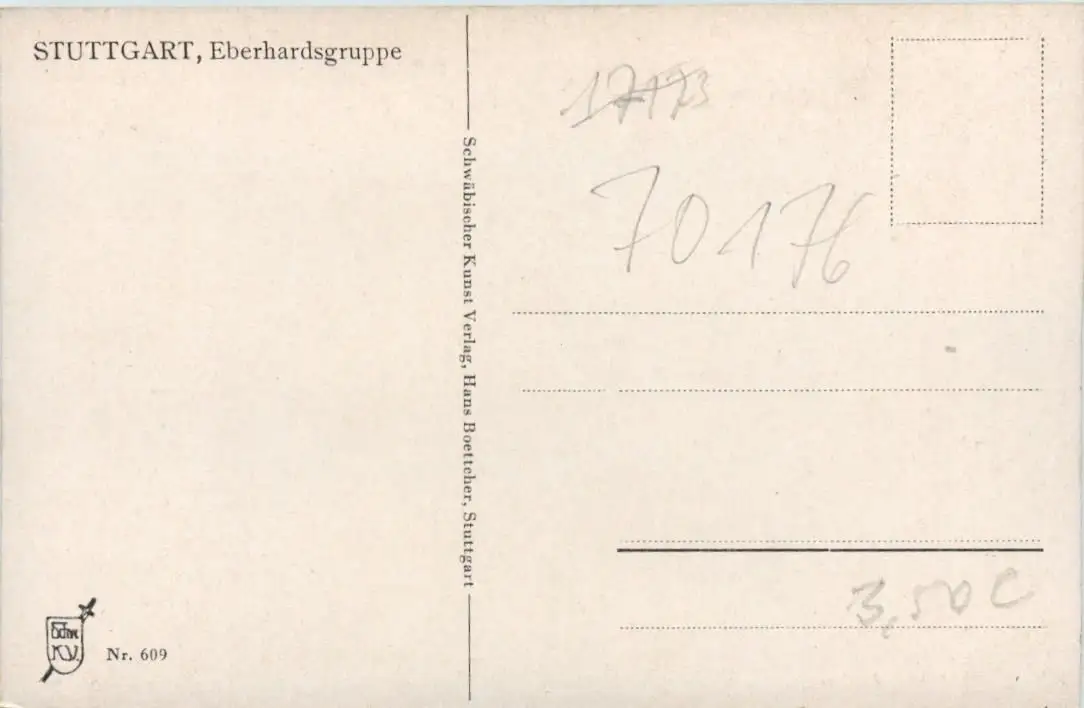 STUTTGART, Eberhardsgruppe
Schwäbischer Kunst Verlag, Hans Boettcher, Stuttgart
70176
3,50 C
K.V.
Nr. 609